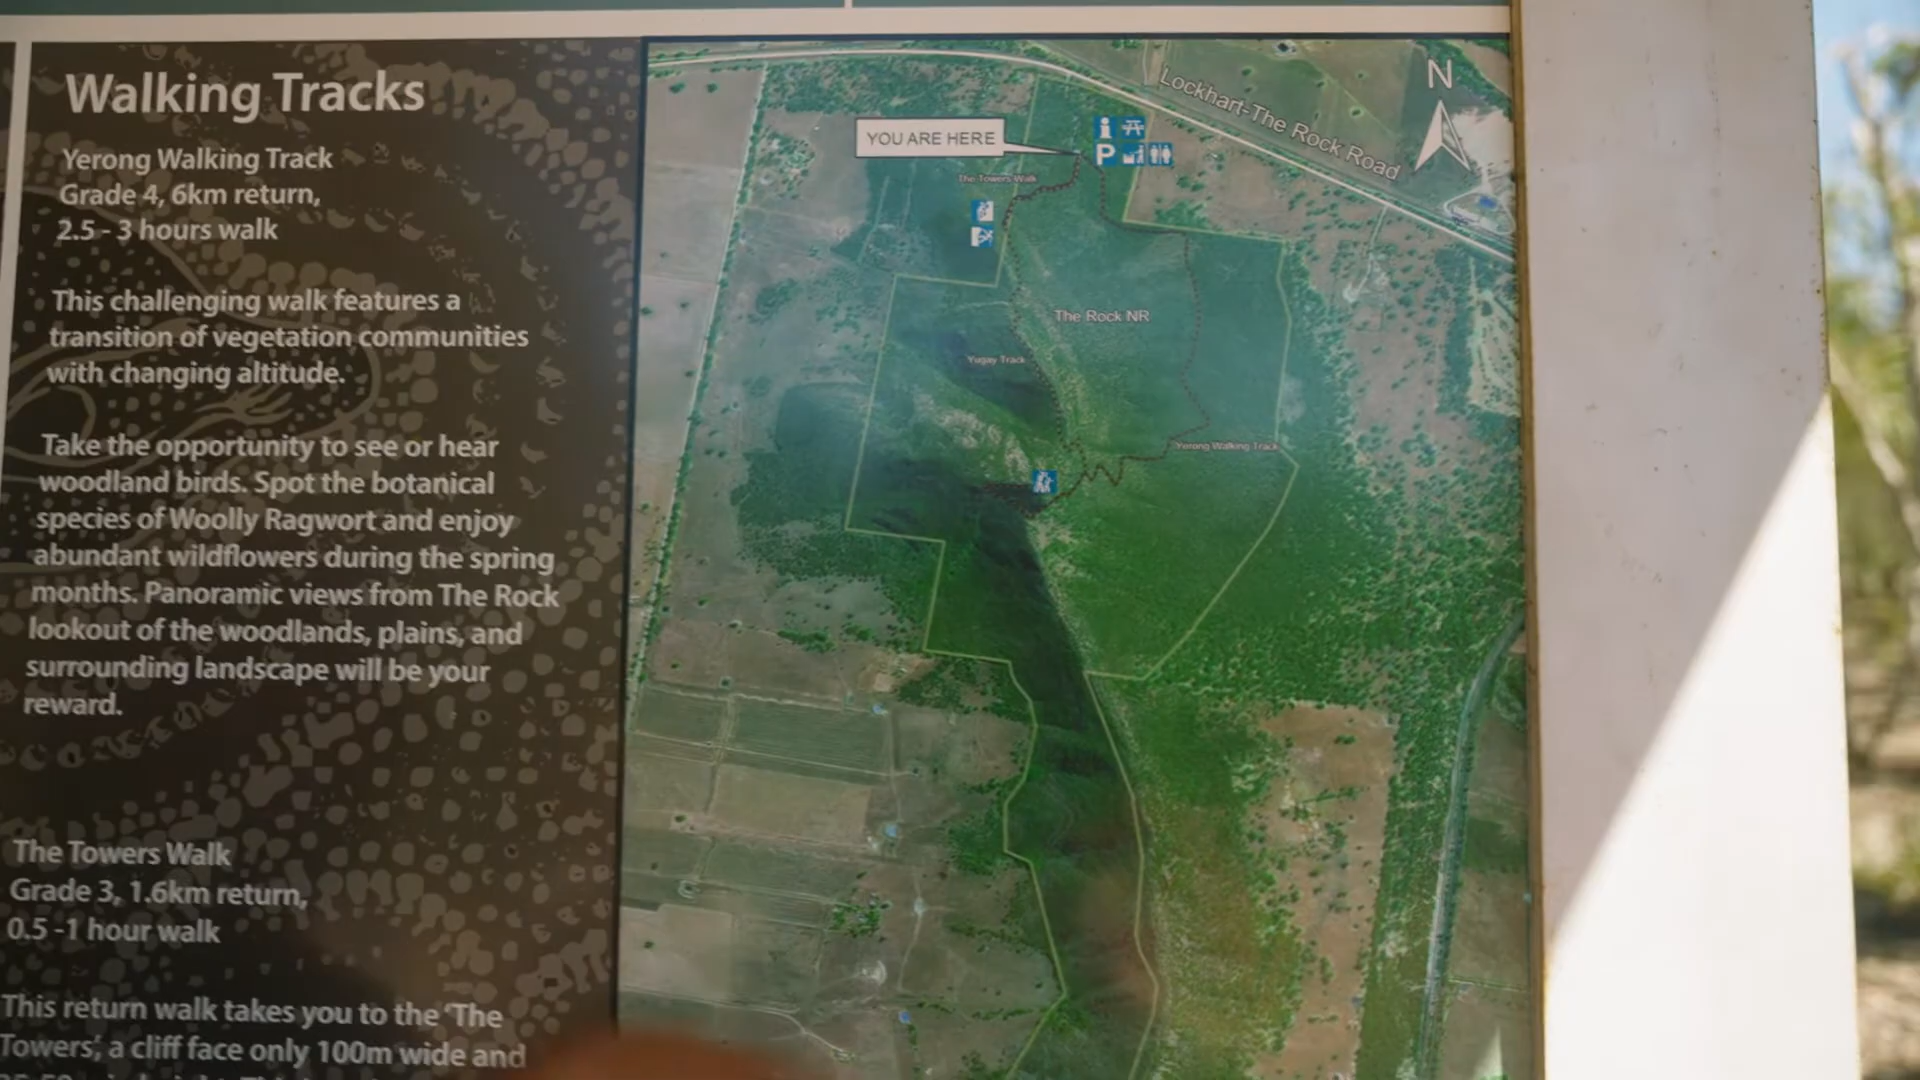 Walking Tracks
Yerong Walking Track
Grade 4, 6km return,
2.5 - 3 hours walk
This challenging walk features a
transition of vegetation communities
with changing altitude.
Take the opportunity to see or hear
woodland birds. Spot the botanical
species of Woolly Ragwort and enjoy
abundant wildflowers during the spring
months. Panoramic views from The Rock
lookout of the woodlands, plains, and
surrounding landscape will be your
reward.
The Towers Walk
Grade 3, 1.6km return,
0.5 -1 hour walk
This return walk takes you to the 'The
Towers', a cliff face only 100m wide and
N
Lockhart-The Rock Road
YOU ARE HERE
i
P
The Towers Walk
The Rock NR
Yugay Track
Yerong Walking Track